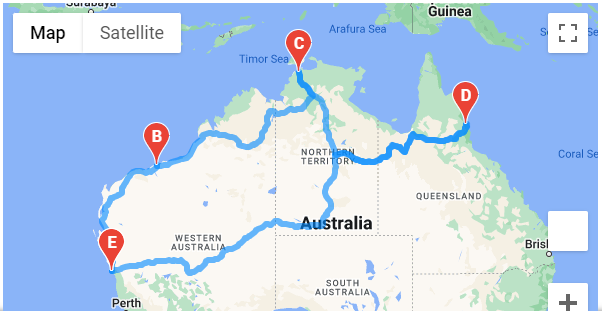 Surabaya
Guinea
Map
Satellite
Arafura Sea
C
Timor Sea
D
B
Coral Sea
NORTHERN
TERRITORY
QUEENSLAND
Australia
E
WESTERN
AUSTRALIA
SOUTH
AUSTRALIA
Perth